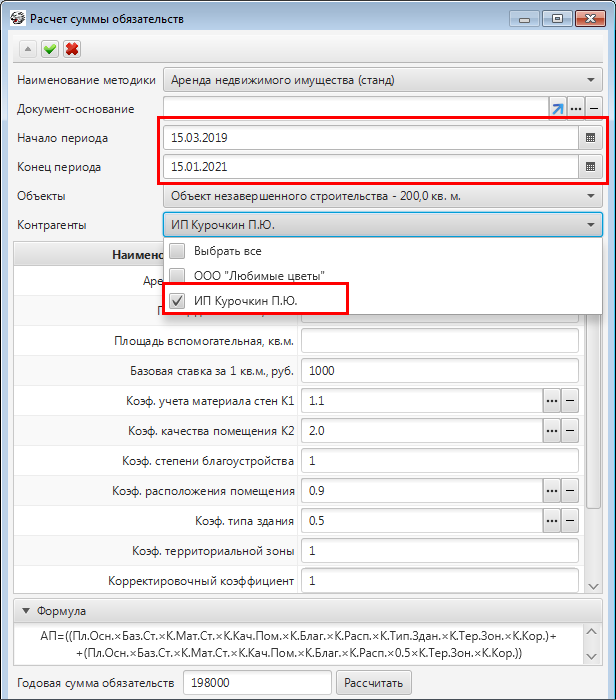 Расчет суммы обязательств
Наименование методики Аренда недвижимого имущества (станд)
Документ-основание
Начало периода 15.03.2019
Конец периода 15.01.2021
Объекты Объект незавершенного строительства - 200,0 кв. м.
Контрагенты ИП Курочкин П.Ю.
Выбрать все
ООО "Любимые цветы"
ИП Курочкин П.Ю.
Площадь вспомогательная, кв.м.
Базовая ставка за 1 кв.м., руб. 1000
Коэф. учета материала стен К1 1.1
Коэф. качества помещения К2 2.0
Коэф. степени благоустройства 1
Коэф. расположения помещения 0.9
Коэф. типа здания 0.5
Коэф. территориальной зоны 1
Корректировочный коэффициент 1
Формула
АП=((Пл.Осн.×Баз.Ст.×К.Мат.Ст.×К.Кач.Пом.×К.Благ.×К.Расп.×К.Тип.Здан.×К.Тер.Зон.×К.Кор.)+
+(Пл.Осн.×Баз.Ст.×К.Мат.Ст.×К.Кач.Пом.×К.Благ.×К.Расп.×0.5×К.Тер.Зон.×К.Кор.))
Годовая сумма обязательств 198000 Рассчитать